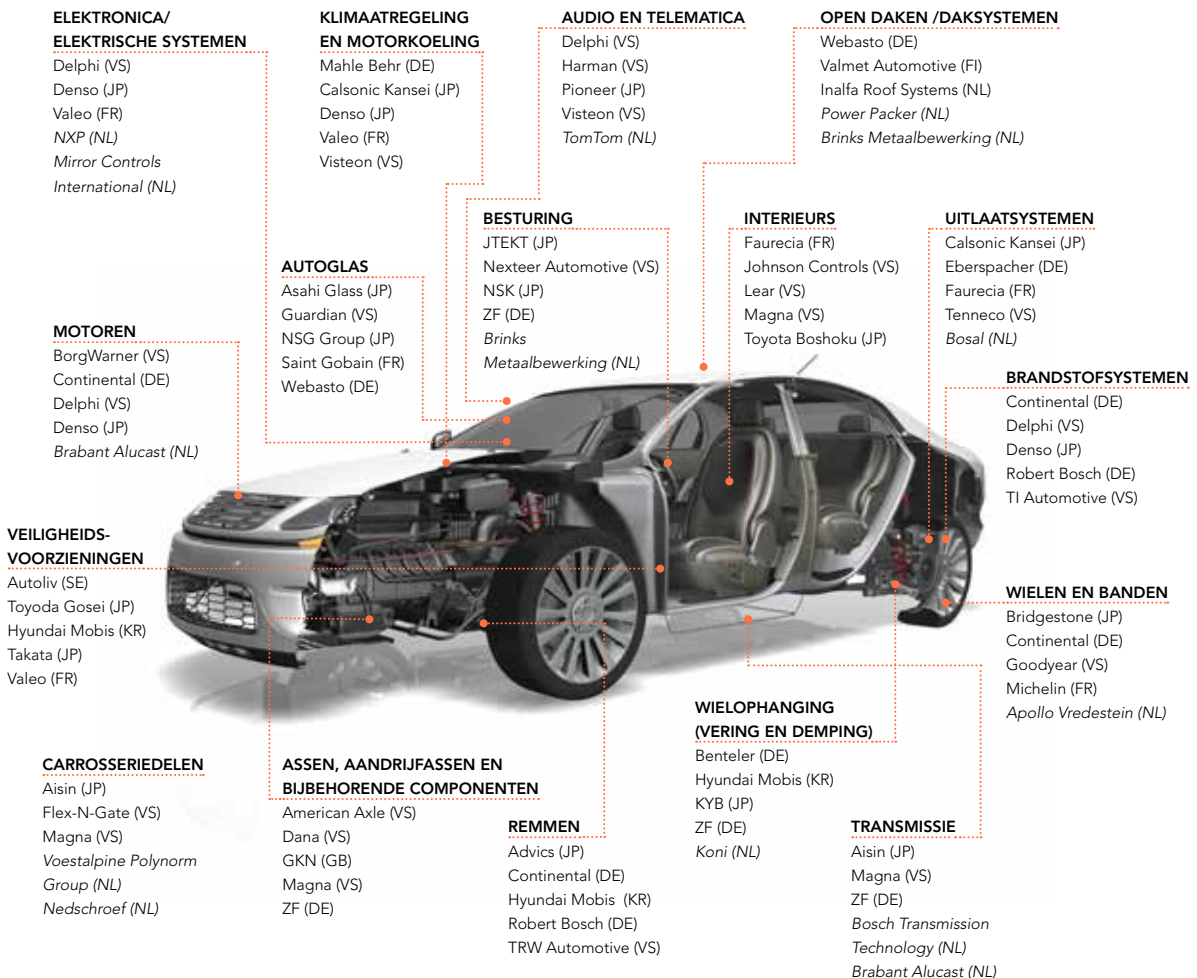 ELEKTRONICA/
ELEKTRISCHE SYSTEMEN
Delphi (VS)
Denso (JP)
Valeo (FR)
NXP (NL)
Mirror Controls
International (NL)
KLIMAATREGELING
EN MOTORKOELING
Mahle Behr (DE)
Calsonic Kansei (JP)
Denso (JP)
Valeo (FR)
Visteon (VS)
AUDIO EN TELEMATICA
Delphi (VS)
Harman (VS)
Pioneer (JP)
Visteon (VS)
TomTom (NL)
OPEN DAKEN /DAKSYSTEMEN
Webasto (DE)
Valmet Automotive (FI)
Inalfa Roof Systems (NL)
Power Packer (NL)
Brinks Metaalbewerking (NL)
BESTURING
JTEKT (JP)
Nexteer Automotive (VS)
NSK (JP)
ZF (DE)
Brinks
Metaalbewerking (NL)
INTERIEURS
Faurecia (FR)
Johnson Controls (VS)
Lear (VS)
Magna (VS)
Toyota Boshoku (JP)
UITLAATSYSTEMEN
Calsonic Kansei (JP)
Eberspacher (DE)
Faurecia (FR)
Tenneco (VS)
Bosal (NL)
AUTOGLAS
Asahi Glass (JP)
Guardian (VS)
NSG Group (JP)
Saint Gobain (FR)
Webasto (DE)
MOTOREN
BorgWarner (VS)
Continental (DE)
Delphi (VS)
Denso (JP)
Brabant Alucast (NL)
BRANDSTOFSYSTEMEN
Continental (DE)
Delphi (VS)
Denso (JP)
Robert Bosch (DE)
TI Automotive (VS)
VEILIGHEIDS-
VOORZIENINGEN
Autoliv (SE)
Toyoda Gosei (JP)
Hyundai Mobis (KR)
Takata (JP)
Valeo (FR)
WIELEN EN BANDEN
Bridgestone (JP)
Continental (DE)
Goodyear (VS)
Michelin (FR)
Apollo Vredestein (NL)
WIELOPHANGING
(VERING EN DEMPING)
Benteler (DE)
Hyundai Mobis (KR)
KYB (JP)
ZF (DE)
Koni (NL)
CARROSSERIEDELEN
Aisin (JP)
Flex-N-Gate (VS)
Magna (VS)
Voestalpine Polynorm
Group (NL)
Nedschroef (NL)
ASSEN, AANDRIJFASSEN EN
BIJBEHORENDE COMPONENTEN
American Axle (VS)
Dana (VS)
GKN (GB)
Magna (VS)
ZF (DE)
REMMEN
Advics (JP)
Continental (DE)
Hyundai Mobis (KR)
Robert Bosch (DE)
TRW Automotive (VS)
TRANSMISSIE
Aisin (JP)
Magna (VS)
ZF (DE)
Bosch Transmission
Technology (NL)
Brabant Alucast (NL)